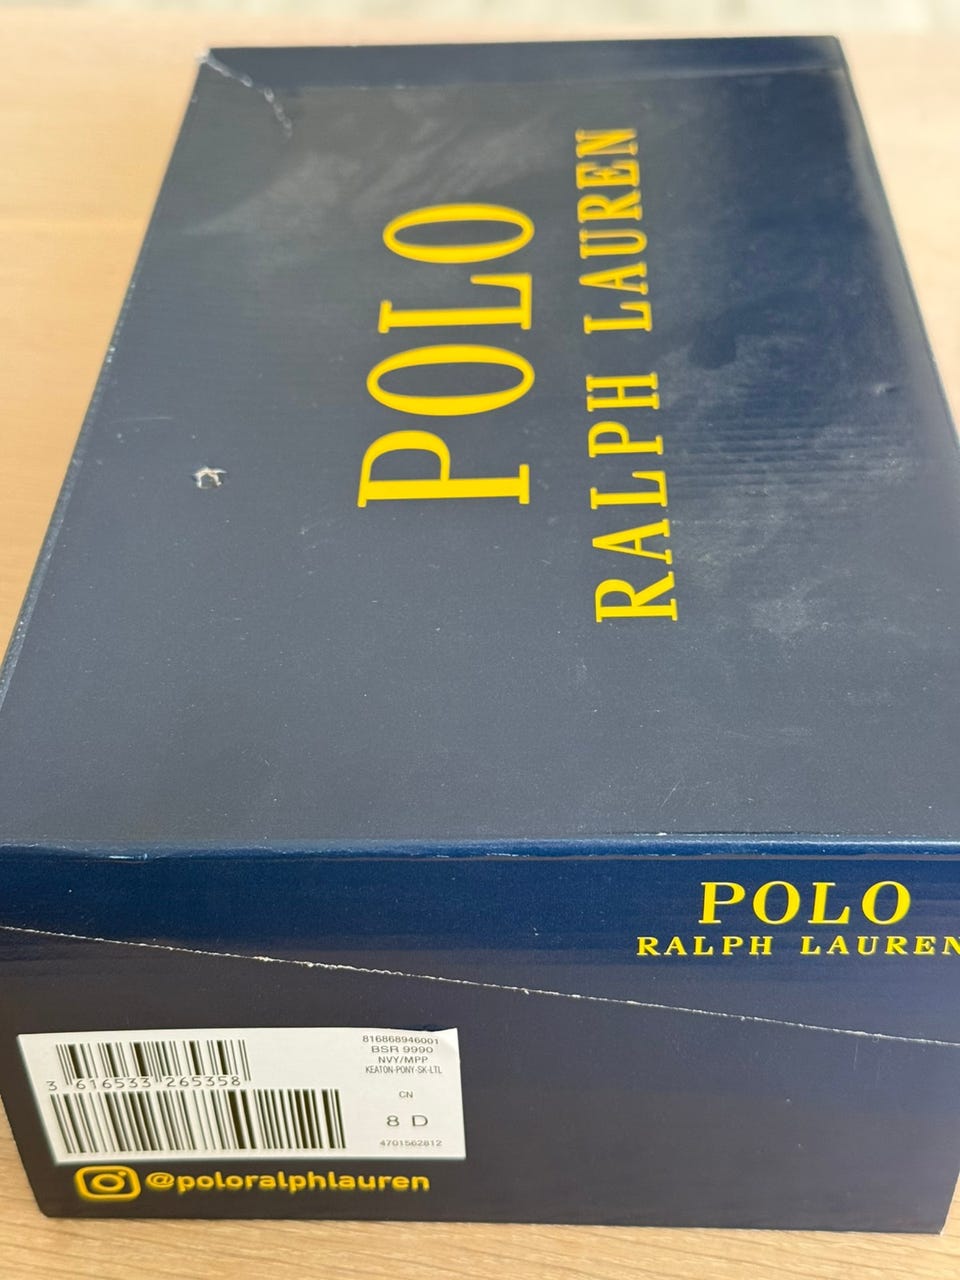 POLO
RALPH LAUREN
POLO
RALPH LAUREN
816868946001
BSR 9990
NVY/MPP
KEATON-PONY-SK-LTL
3 616533 265358
CN
8 D
4701562812
@poloralphlauren